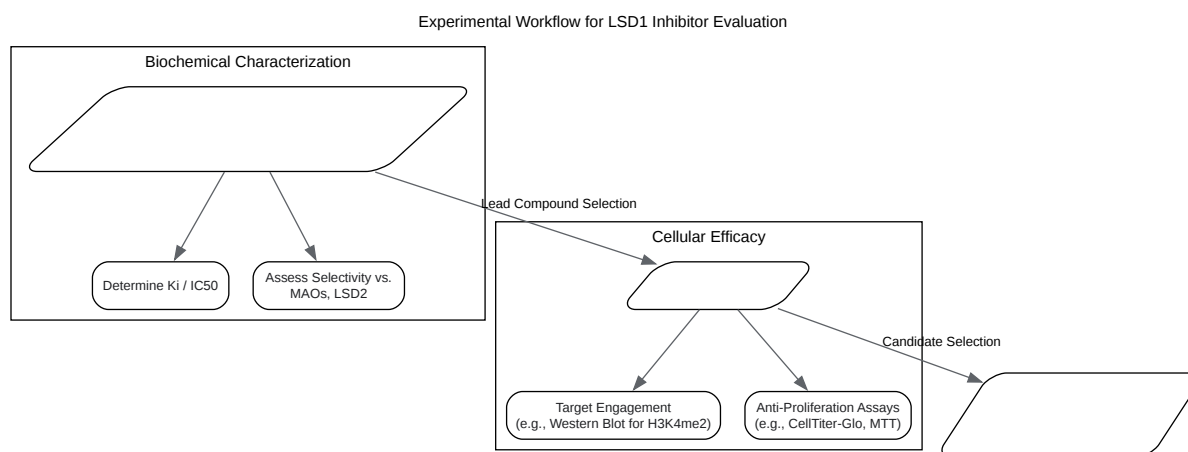 Experimental Workflow for LSD1 Inhibitor Evaluation
Biochemical Characterization
Lead Compound Selection
Cellular Efficacy
Determine Ki / IC50
Assess Selectivity vs.
MAOs, LSD2
Candidate Selection
Target Engagement
(e.g., Western Blot for H3K4me2)
Anti-Proliferation Assays
(e.g., CellTiter-Glo, MTT)